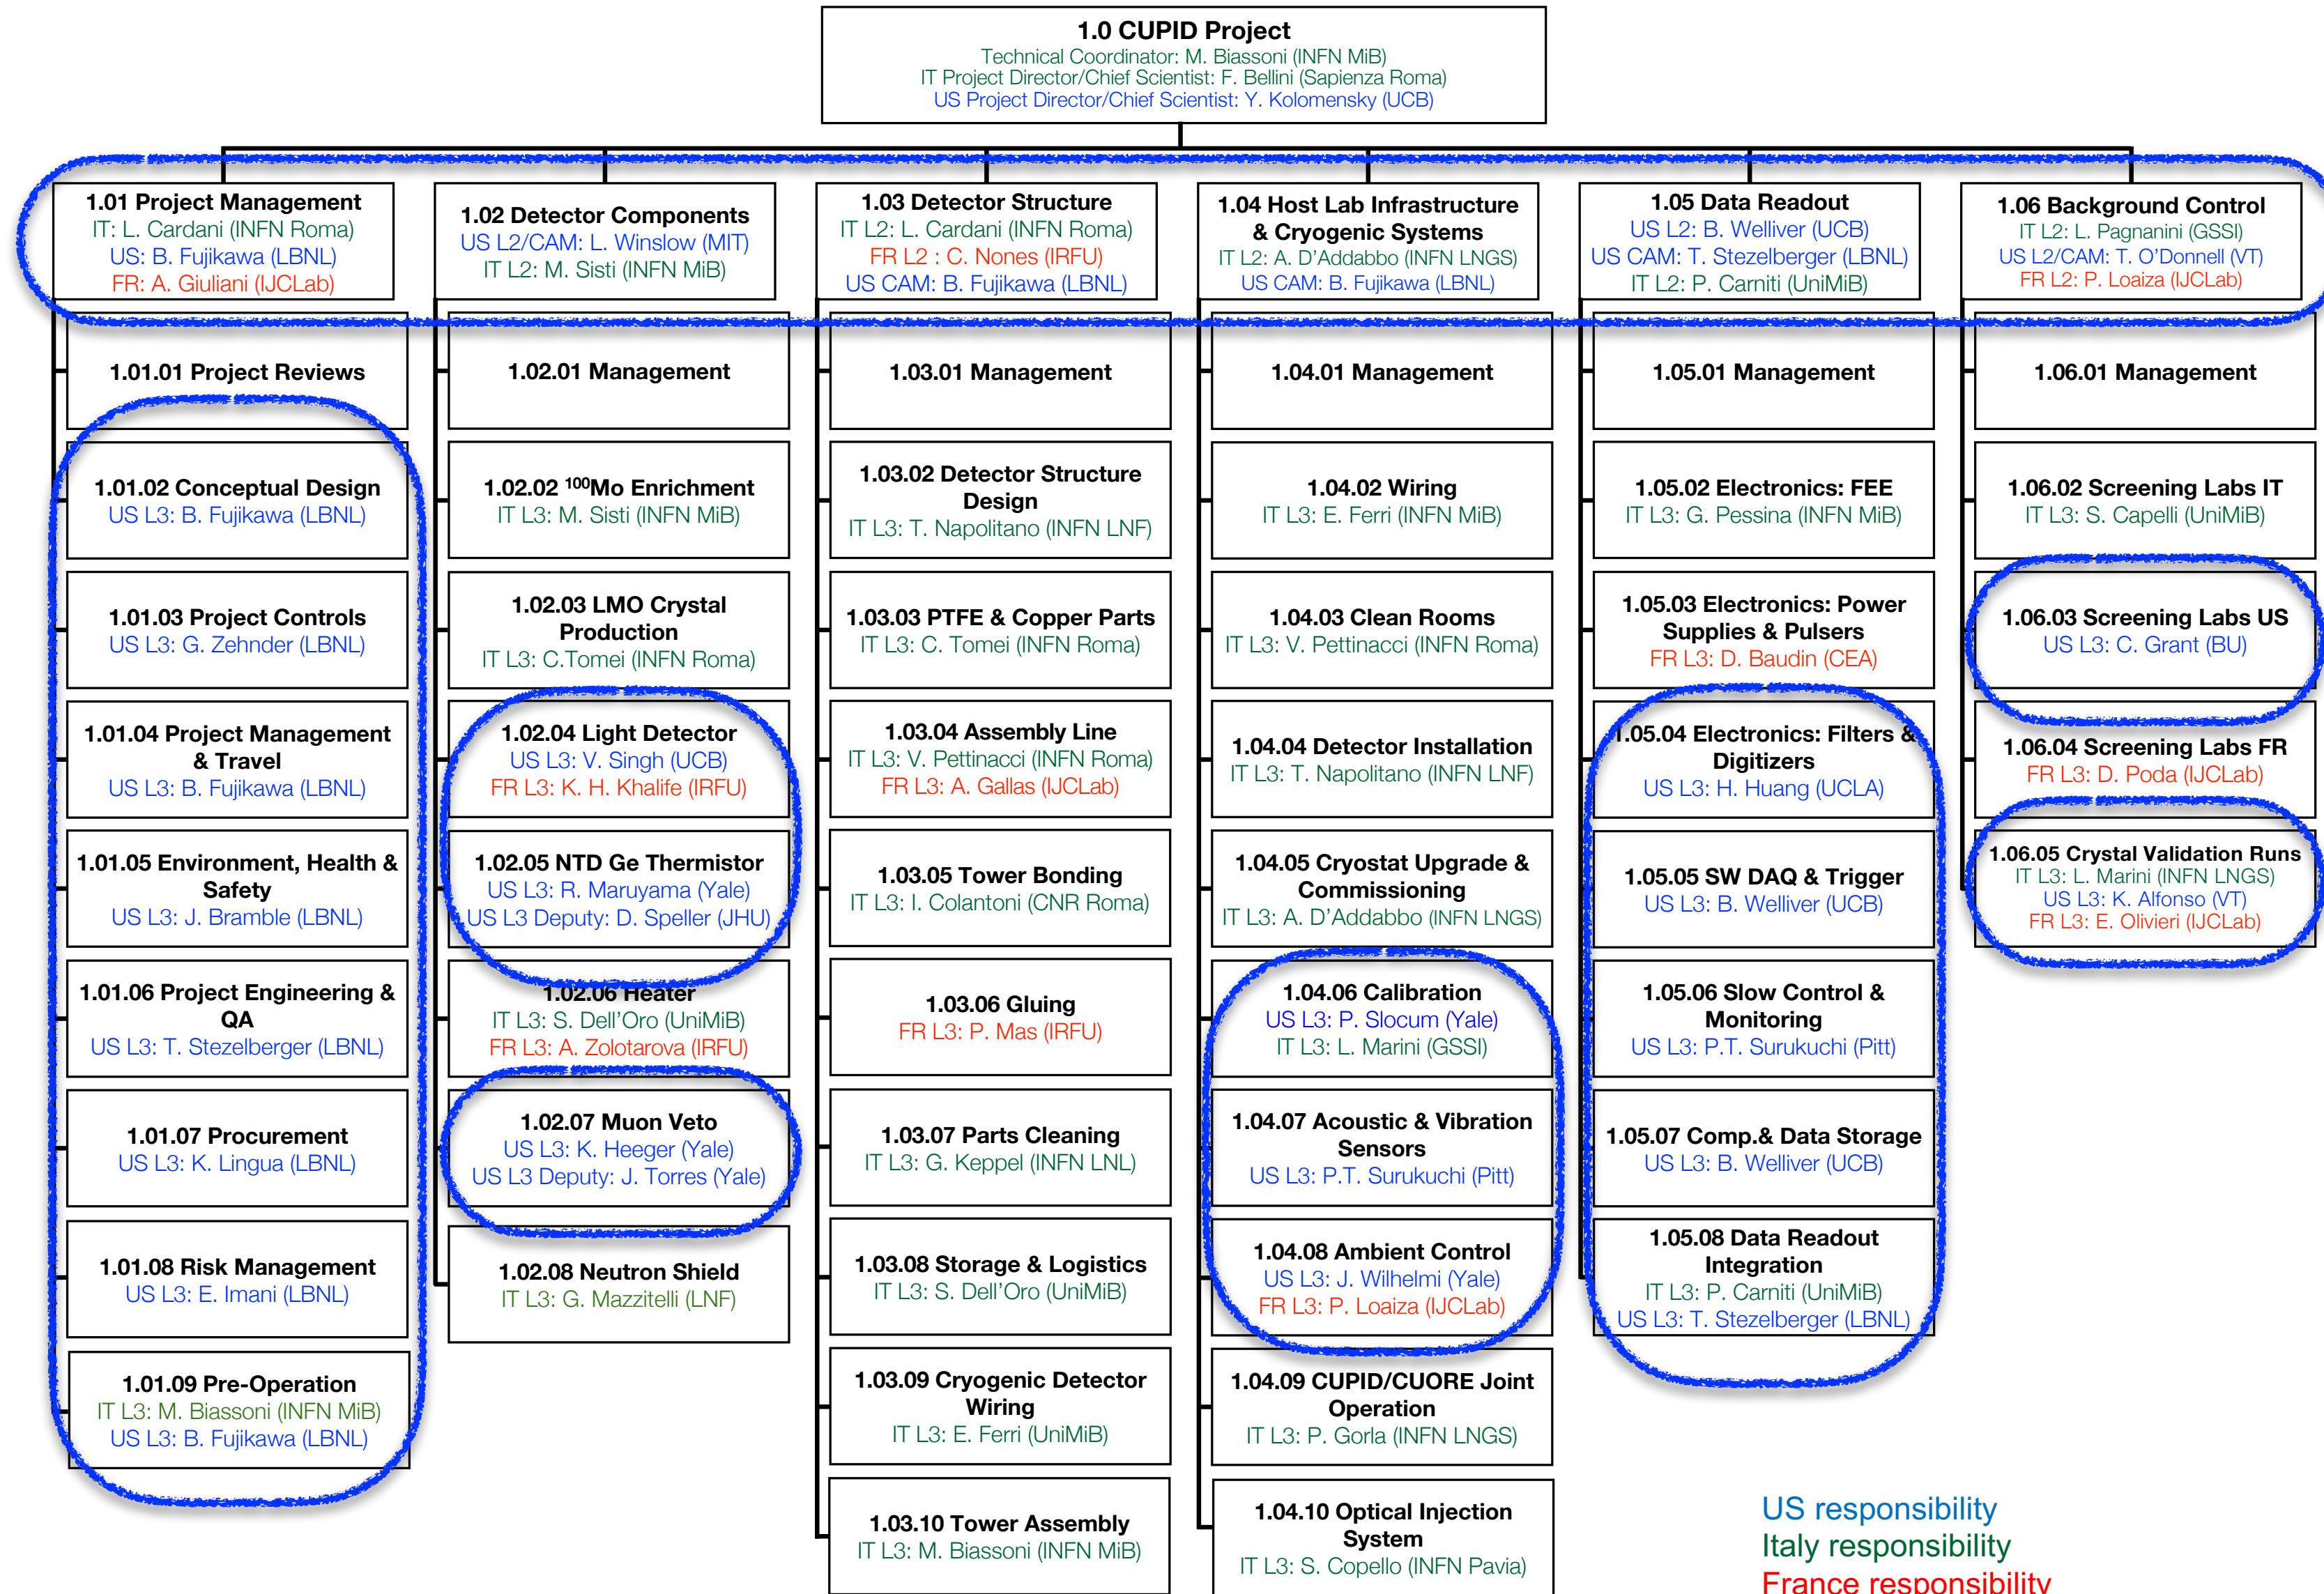 1.0 CUPID Project
Technical Coordinator: M. Biassoni (INFN MiB)
IT Project Director/Chief Scientist: F. Bellini (Sapienza Roma)
US Project Director/Chief Scientist: Y. Kolomensky (UCB)
1.01 Project Management
IT: L. Cardani (INFN Roma)
US: B. Fujikawa (LBNL)
FR: A. Giuliani (IJCLab)
1.01.01 Project Reviews
1.01.02 Conceptual Design
US L3: B. Fujikawa (LBNL)
1.01.03 Project Controls
US L3: G. Zehnder (LBNL)
1.01.04 Project Management
& Travel
US L3: B. Fujikawa (LBNL)
1.01.05 Environment, Health &
Safety
US L3: J. Bramble (LBNL)
1.01.06 Project Engineering &
QA
US L3: T. Stezelberger (LBNL)
1.01.07 Procurement
US L3: K. Lingua (LBNL)
1.01.08 Risk Management
US L3: E. Imani (LBNL)
1.01.09 Pre-Operation
IT L3: M. Biassoni (INFN MiB)
US L3: B. Fujikawa (LBNL)
1.02 Detector Components
US L2/CAM: L. Winslow (MIT)
IT L2: M. Sisti (INFN MiB)
1.02.01 Management
1.02.02 ¹⁰⁰Mo Enrichment
IT L3: M. Sisti (INFN MiB)
1.02.03 LMO Crystal
Production
IT L3: C.Tomei (INFN Roma)
1.02.04 Light Detector
US L3: V. Singh (UCB)
FR L3: K. H. Khalife (IRFU)
1.02.05 NTD Ge Thermistor
US L3: R. Maruyama (Yale)
US L3 Deputy: D. Speller (JHU)
1.02.06 Heater
IT L3: S. Dell'Oro (UniMiB)
FR L3: A. Zolotarova (IRFU)
1.02.07 Muon Veto
US L3: K. Heeger (Yale)
US L3 Deputy: J. Torres (Yale)
1.02.08 Neutron Shield
IT L3: G. Mazzitelli (LNF)
1.03 Detector Structure
IT L2: L. Cardani (INFN Roma)
FR L2 : C. Nones (IRFU)
US CAM: B. Fujikawa (LBNL)
1.03.01 Management
1.03.02 Detector Structure
Design
IT L3: T. Napolitano (INFN LNF)
1.03.03 PTFE & Copper Parts
IT L3: C. Tomei (INFN Roma)
1.03.04 Assembly Line
IT L3: V. Pettinacci (INFN Roma)
FR L3: A. Gallas (IJCLab)
1.03.05 Tower Bonding
IT L3: I. Colantoni (CNR Roma)
1.03.06 Gluing
FR L3: P. Mas (IRFU)
1.03.07 Parts Cleaning
IT L3: G. Keppel (INFN LNL)
1.03.08 Storage & Logistics
IT L3: S. Dell'Oro (UniMiB)
1.03.09 Cryogenic Detector
Wiring
IT L3: E. Ferri (UniMiB)
1.03.10 Tower Assembly
IT L3: M. Biassoni (INFN MiB)
1.04 Host Lab Infrastructure
& Cryogenic Systems
IT L2: A. D'Addabbo (INFN LNGS)
US CAM: B. Fujikawa (LBNL)
1.04.01 Management
1.04.02 Wiring
IT L3: E. Ferri (INFN MiB)
1.04.03 Clean Rooms
IT L3: V. Pettinacci (INFN Roma)
1.04.04 Detector Installation
IT L3: T. Napolitano (INFN LNF)
1.04.05 Cryostat Upgrade &
Commissioning
IT L3: A. D'Addabbo (INFN LNGS)
1.04.06 Calibration
US L3: P. Slocum (Yale)
IT L3: L. Marini (GSSI)
1.04.07 Acoustic & Vibration
Sensors
US L3: P.T. Surukuchi (Pitt)
1.04.08 Ambient Control
US L3: J. Wilhelmi (Yale)
FR L3: P. Loaiza (IJCLab)
1.04.09 CUPID/CUORE Joint
Operation
IT L3: P. Gorla (INFN LNGS)
1.04.10 Optical Injection
System
IT L3: S. Copello (INFN Pavia)
1.05 Data Readout
US L2: B. Welliver (UCB)
US CAM: T. Stezelberger (LBNL)
IT L2: P. Carniti (UniMiB)
1.05.01 Management
1.05.02 Electronics: FEE
IT L3: G. Pessina (INFN MiB)
1.05.03 Electronics: Power
Supplies & Pulsers
FR L3: D. Baudin (CEA)
1.05.04 Electronics: Filters &
Digitizers
US L3: H. Huang (UCLA)
1.05.05 SW DAQ & Trigger
US L3: B. Welliver (UCB)
1.05.06 Slow Control &
Monitoring
US L3: P.T. Surukuchi (Pitt)
1.05.07 Comp.& Data Storage
US L3: B. Welliver (UCB)
1.05.08 Data Readout
Integration
IT L3: P. Carniti (UniMiB)
US L3: T. Stezelberger (LBNL)
1.06 Background Control
IT L2: L. Pagnanini (GSSI)
US L2/CAM: T. O'Donnell (VT)
FR L2: P. Loaiza (IJCLab)
1.06.01 Management
1.06.02 Screening Labs IT
IT L3: S. Capelli (UniMiB)
1.06.03 Screening Labs US
US L3: C. Grant (BU)
1.06.04 Screening Labs FR
FR L3: D. Poda (IJCLab)
1.06.05 Crystal Validation Runs
IT L3: L. Marini (INFN LNGS)
US L3: K. Alfonso (VT)
FR L3: E. Olivieri (IJCLab)
US responsibility
Italy responsibility
France responsibility